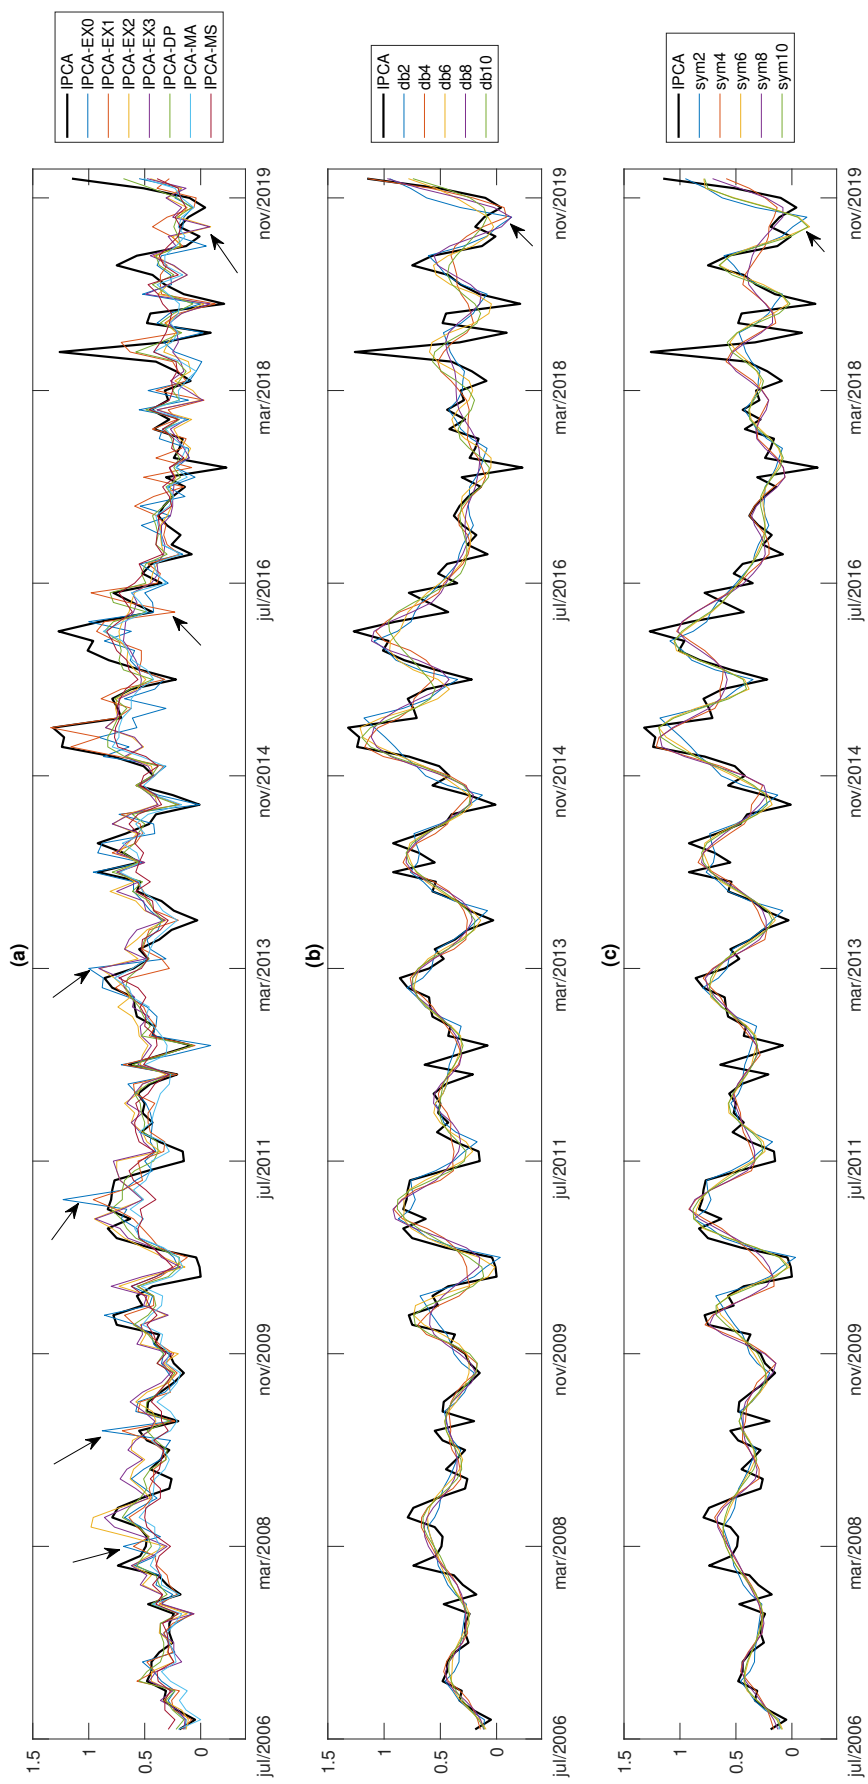 (a)
1.5
1
0.5
0
jul/2006
mar/2008
nov/2009
jul/2011
mar/2013
nov/2014
jul/2016
mar/2018
nov/2019
IPCA
IPCA-EX0
IPCA-EX1
IPCA-EX2
IPCA-EX3
IPCA-DP
IPCA-MA
IPCA-MS
(b)
1.5
1
0.5
0
jul/2006
mar/2008
nov/2009
jul/2011
mar/2013
nov/2014
jul/2016
mar/2018
nov/2019
IPCA
db2
db4
db6
db8
db10
(c)
1.5
1
0.5
0
jul/2006
mar/2008
nov/2009
jul/2011
mar/2013
nov/2014
jul/2016
mar/2018
nov/2019
IPCA
sym2
sym4
sym6
sym8
sym10